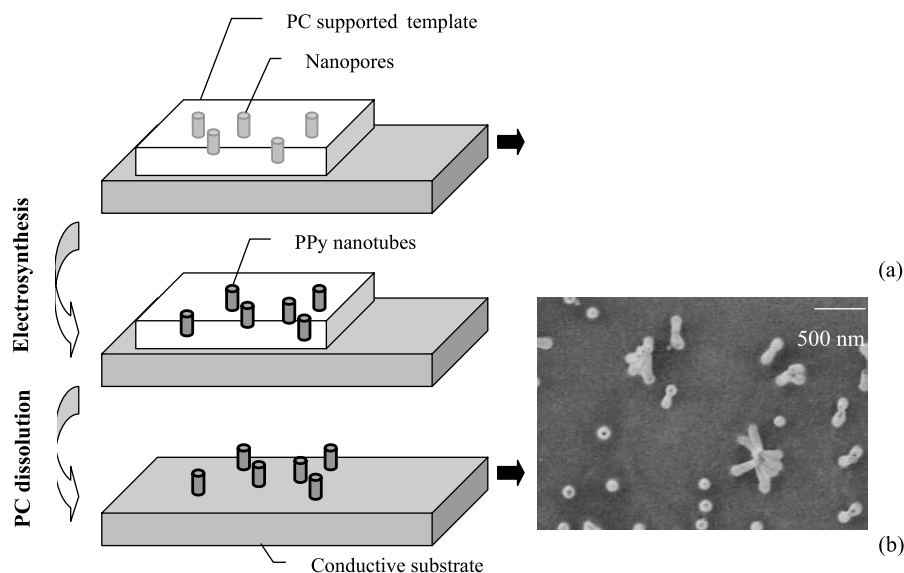 PC supported template
Nanopores
Electrosynthesis
PPy nanotubes
(a)
500 nm
PC dissolution
Conductive substrate
(b)